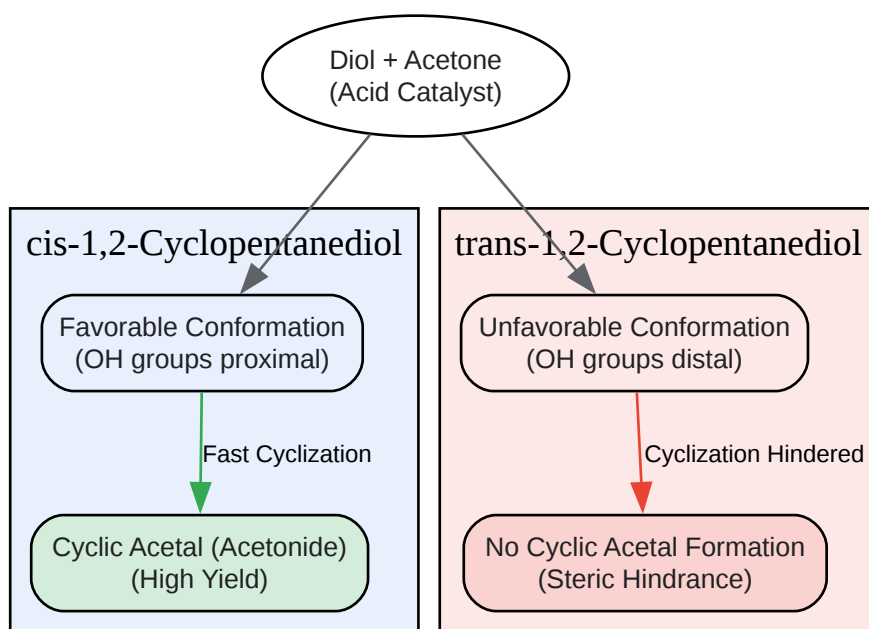 Diol + Acetone
(Acid Catalyst)
cis-1,2-Cyclopentanediol
Favorable Conformation
(OH groups proximal)
Fast Cyclization
Cyclic Acetal (Acetonide)
(High Yield)
trans-1,2-Cyclopentanediol
Unfavorable Conformation
(OH groups distal)
Cyclization Hindered
No Cyclic Acetal Formation
(Steric Hindrance)